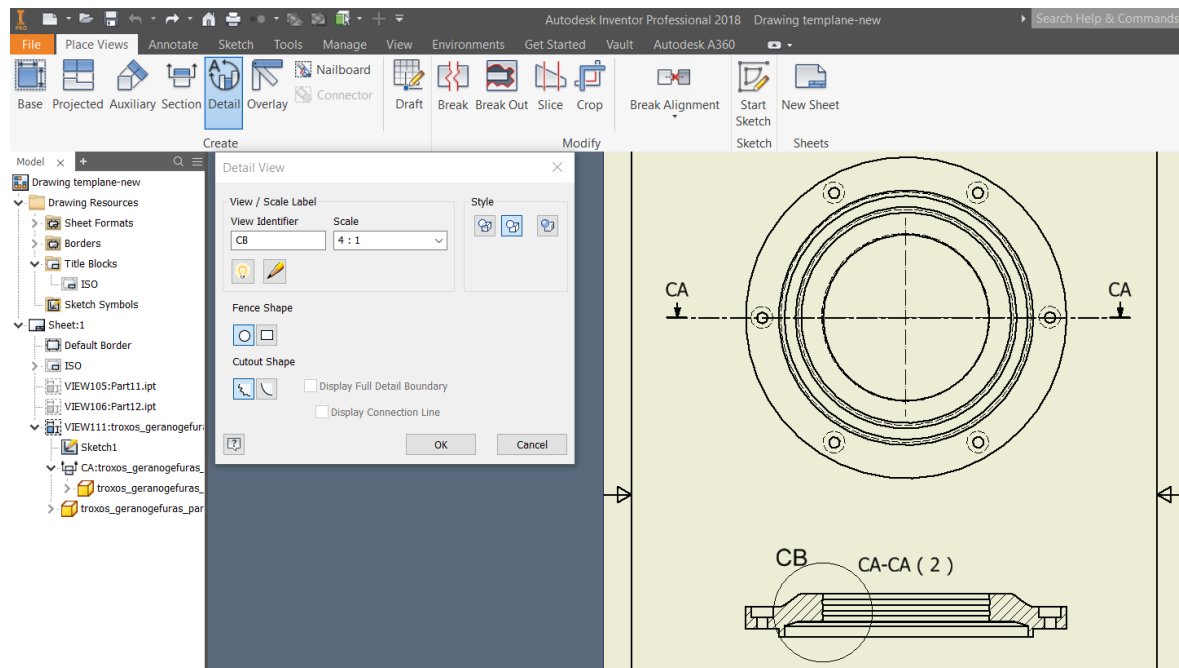 Autodesk Inventor Professional 2018 Drawing templane-new
Search Help & Commands
PRO
File Place Views Annotate Sketch Tools Manage View Environments Get Started Vault Autodesk A360
Nailboard
Connector
Base Projected Auxiliary Section Detail Overlay Draft Break Break Out Slice Crop Break Alignment Start Sketch New Sheet
Create Modify Sketch Sheets
Model
Drawing templane-new
Drawing Resources
Sheet Formats
Borders
Title Blocks
ISO
Sketch Symbols
Sheet:1
Default Border
ISO
VIEW105:Part11.ipt
VIEW106:Part12.ipt
VIEW111:troxos_geranogefura
Sketch1
CA:troxos_geranogefuras_
troxos_geranogefuras_
troxos_geranogefuras_par
Detail View
View / Scale Label
View Identifier Scale
CB 4 : 1
Style
Fence Shape
Cutout Shape
Display Full Detail Boundary
Display Connection Line
OK Cancel
CA CA
CB CA-CA ( 2 )